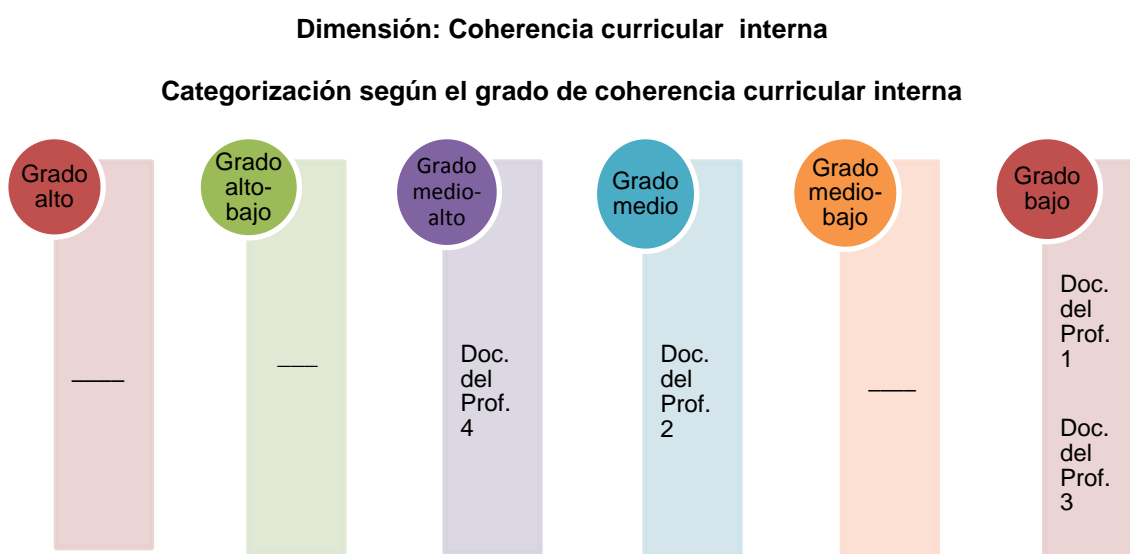 Dimensión: Coherencia curricular  interna
Categorización según el grado de coherencia curricular interna
Grado
alto
____
Grado
alto-
bajo
___
Grado
medio-
alto
Doc.
del
Prof.
4
Grado
medio
Doc.
del
Prof.
2
Grado
medio-
bajo
____
Grado
bajo
Doc.
del
Prof.
1
Doc.
del
Prof.
3